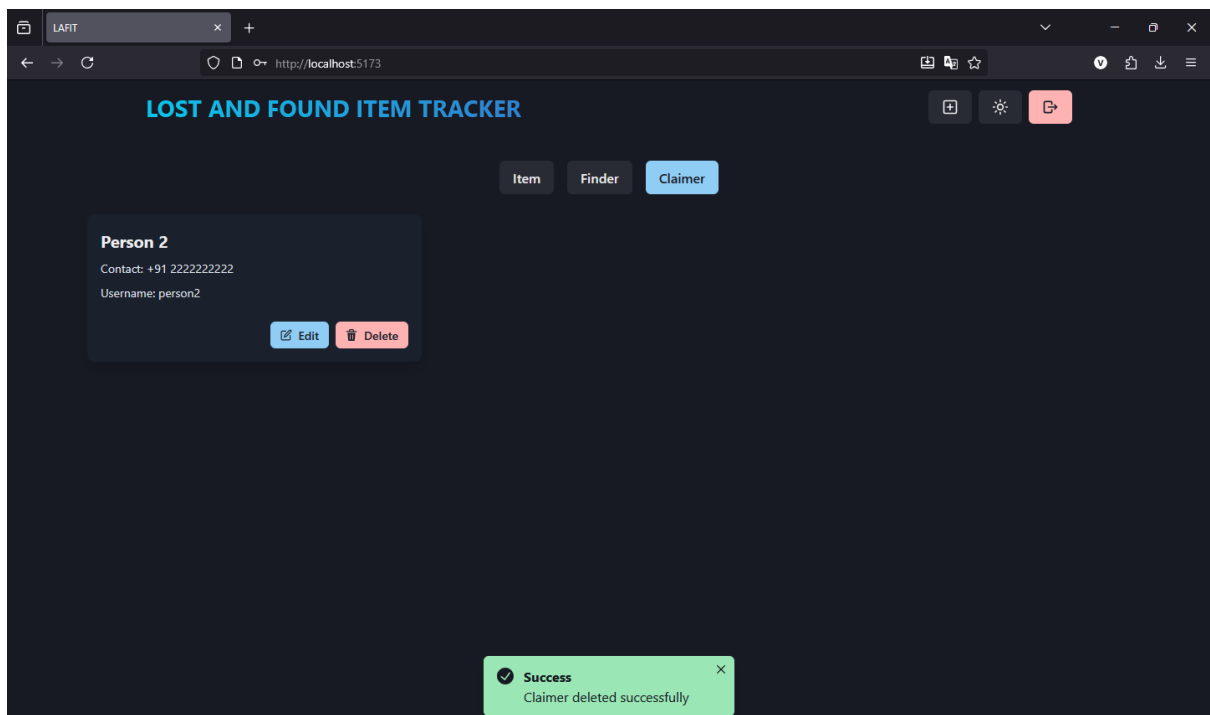 LAFIT
http://localhost:5173
LOST AND FOUND ITEM TRACKER
Item Finder Claimer
Person 2
Contact: +91 2222222222
Username: person2
Edit Delete
Success
Claimer deleted successfully